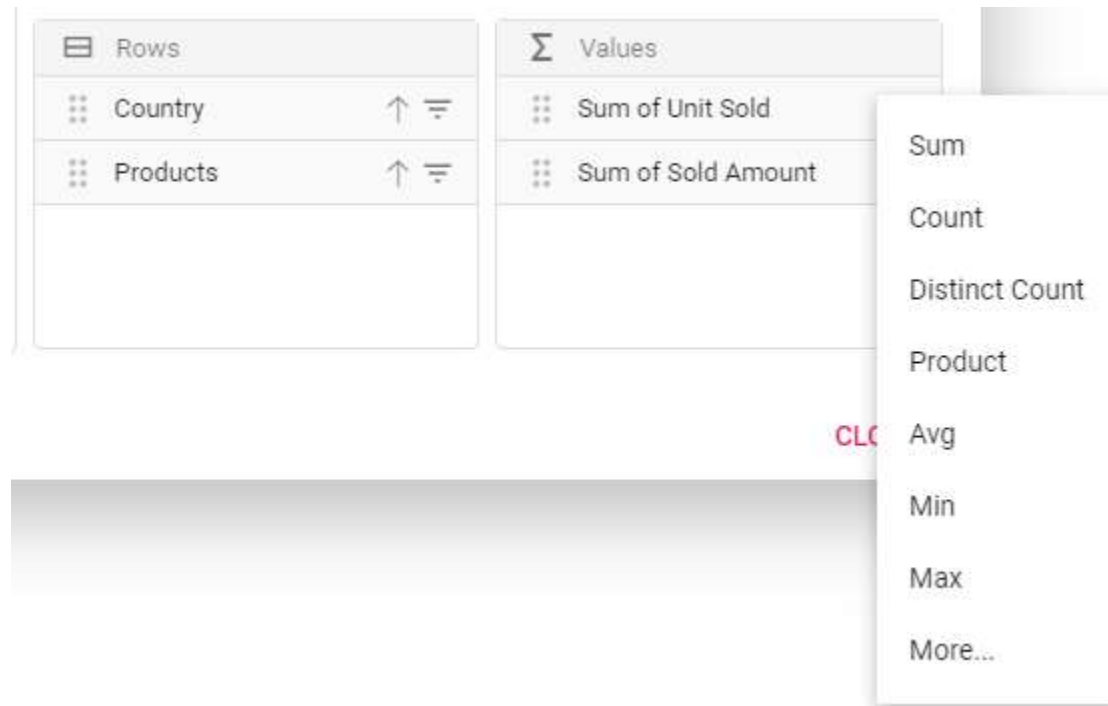 Rows
Country
Products
Σ Values
Sum of Unit Sold
Sum of Sold Amount
CLO
Sum
Count
Distinct Count
Product
Avg
Min
Max
More...